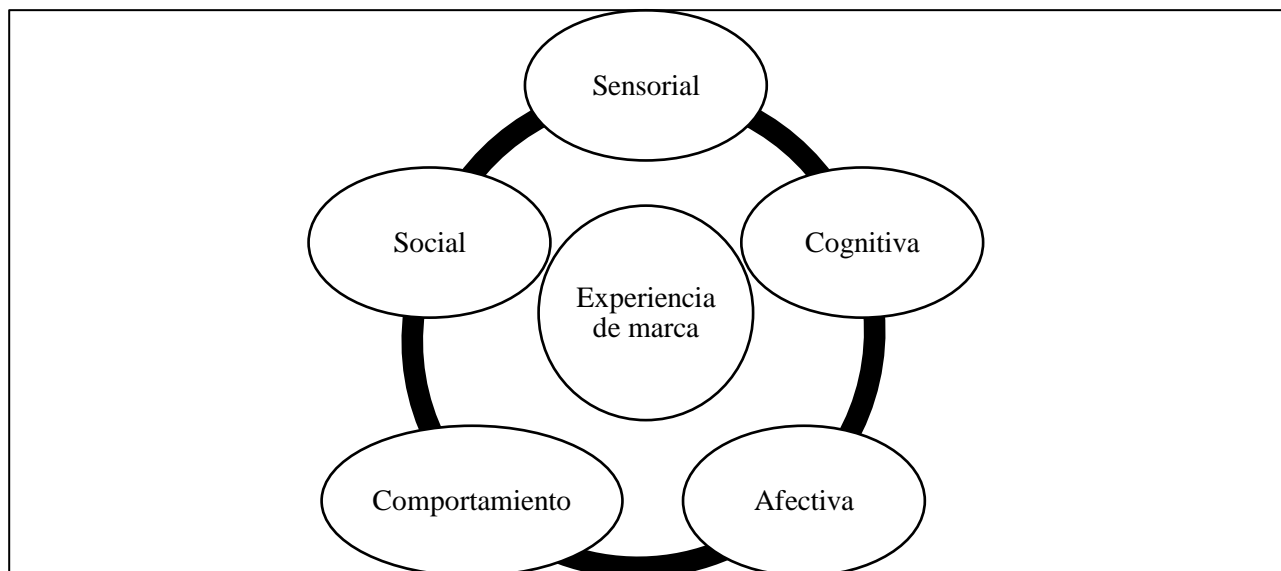 Sensorial
Social
Cognitiva
Experiencia
de marca
Comportamiento
Afectiva